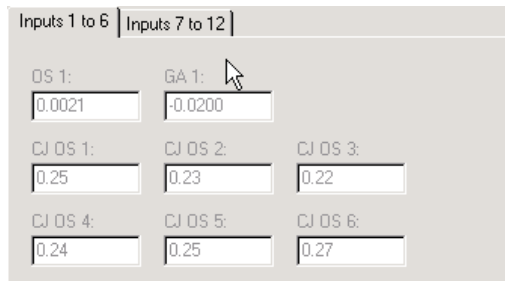 Inputs 1 to 6 Inputs 7 to 12
OS 1: GA 1:
0.0021 -0.0200
CJ OS 1: CJ OS 2: CJ OS 3:
0.25 0.23 0.22
CJ OS 4: CJ OS 5: CJ OS 6:
0.24 0.25 0.27